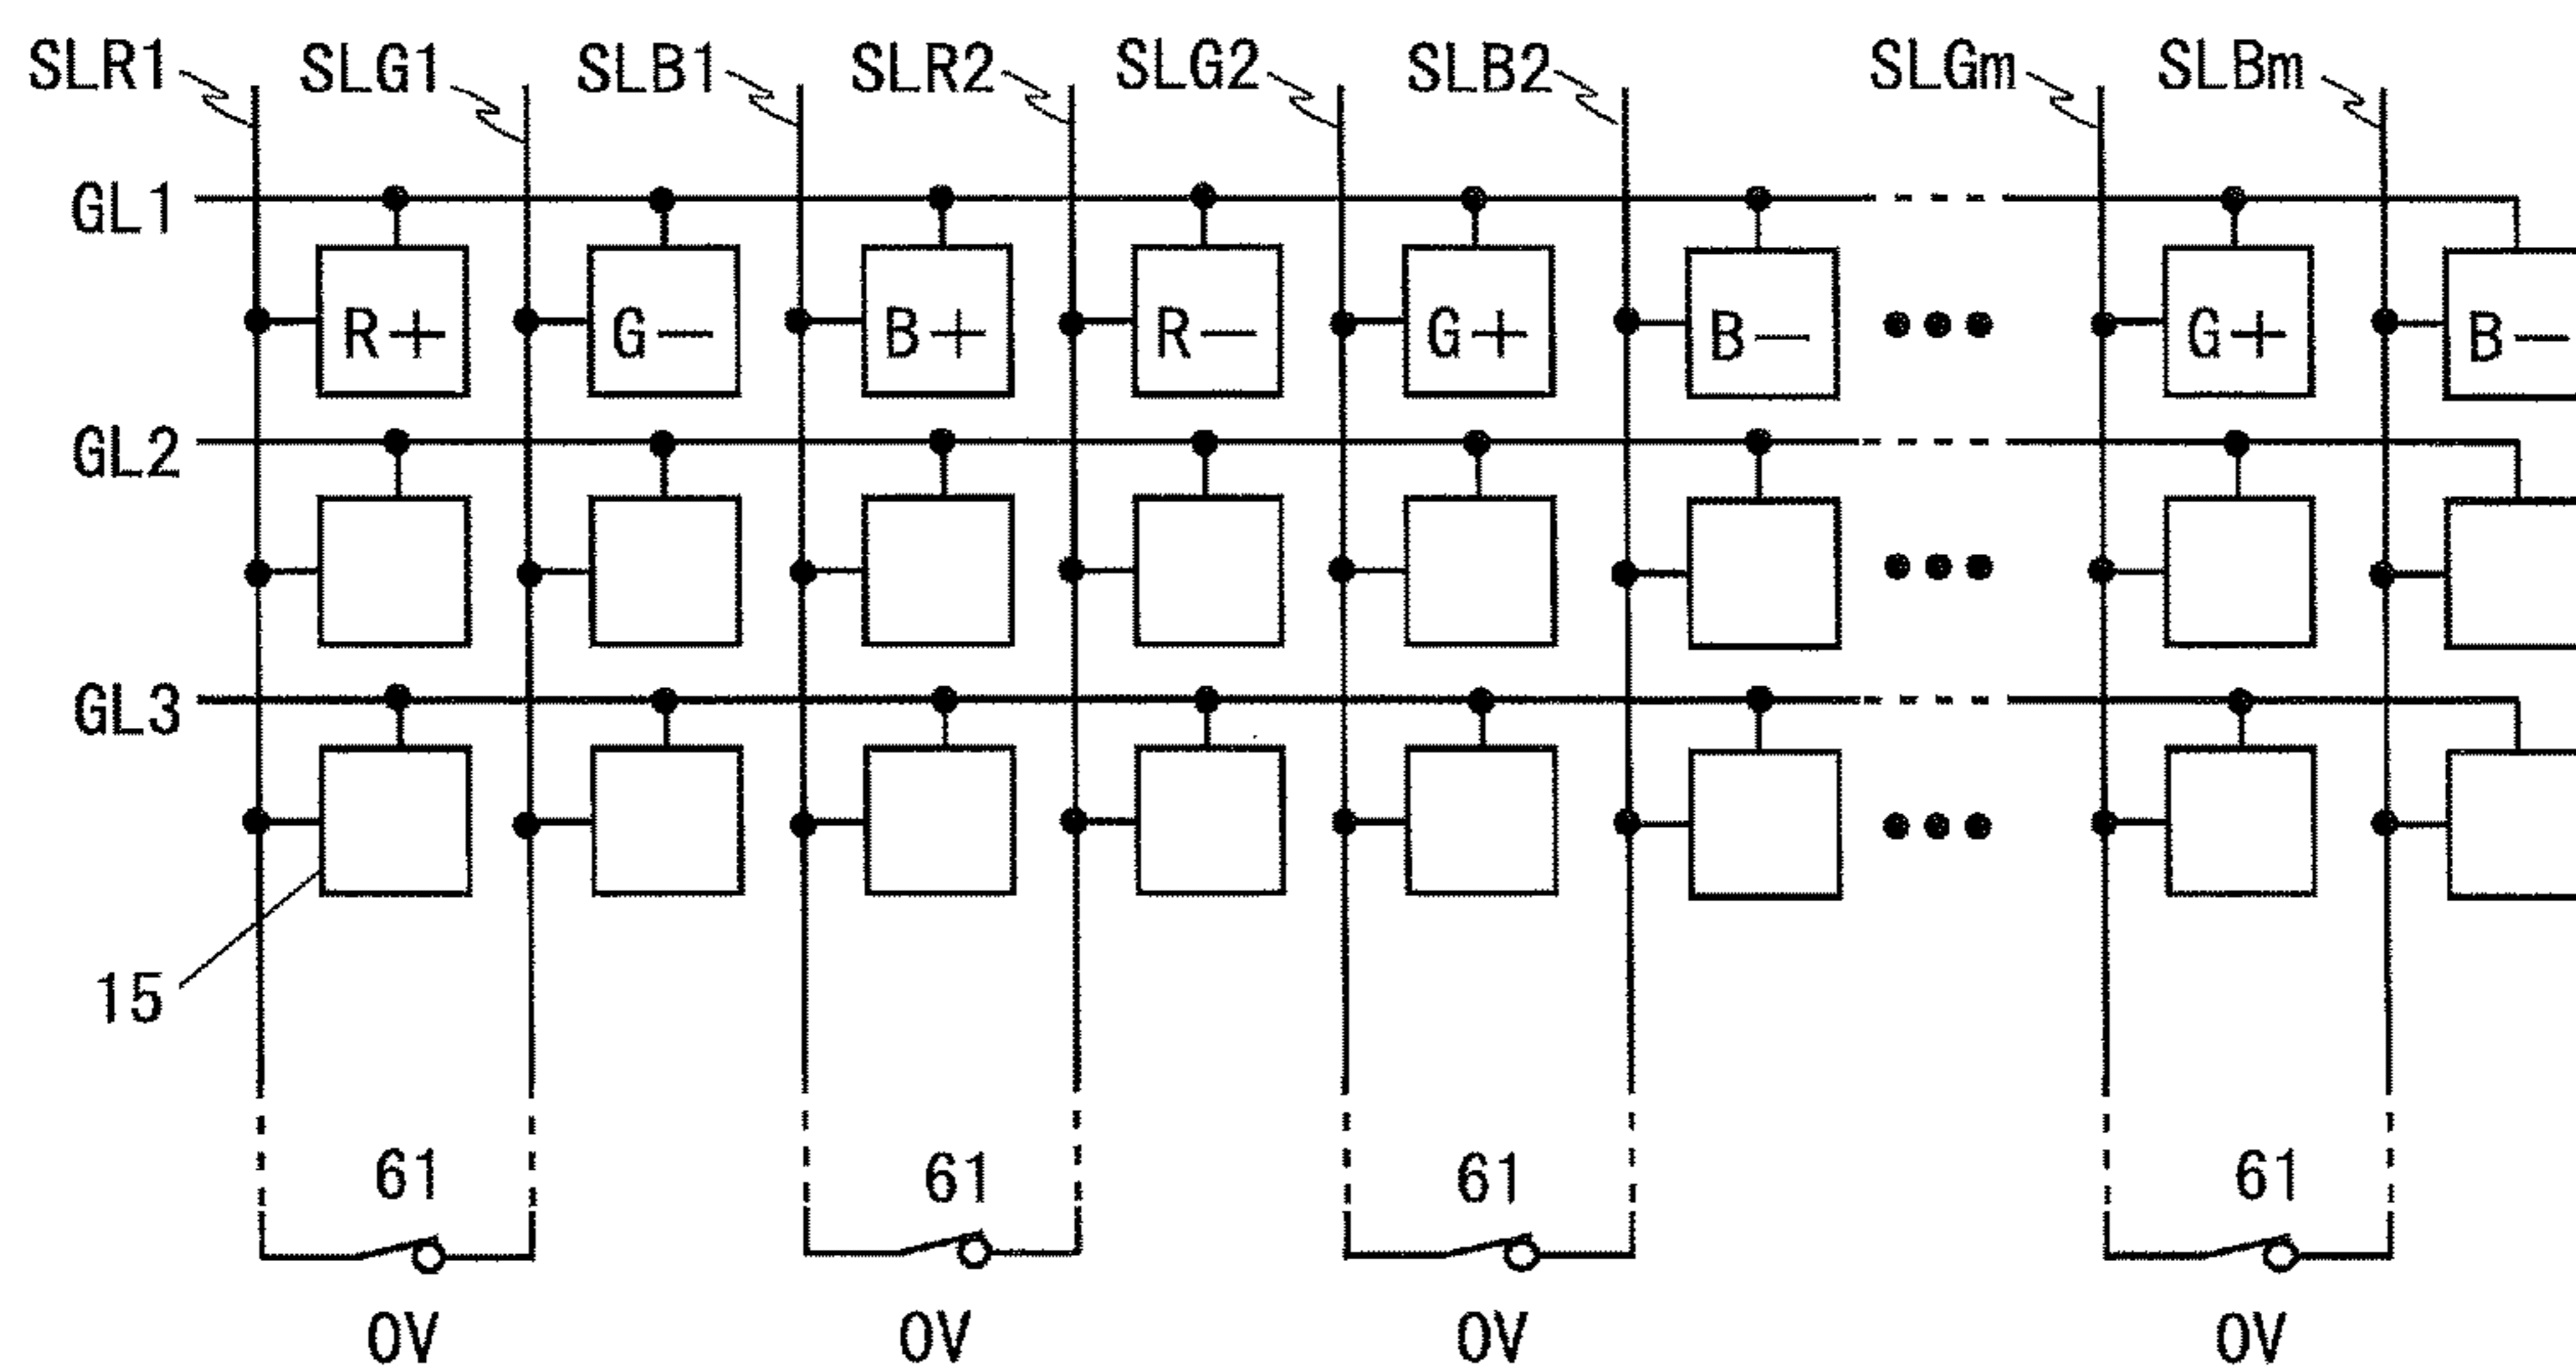 SLR1 SLG1 SLB1 SLR2 SLG2 SLB2 SLGm SLBm
GL1
R+ G− B+ R− G+ B− ••• G+ B−
GL2
•••
GL3
•••
15
61 61 61 61
0V 0V 0V 0V